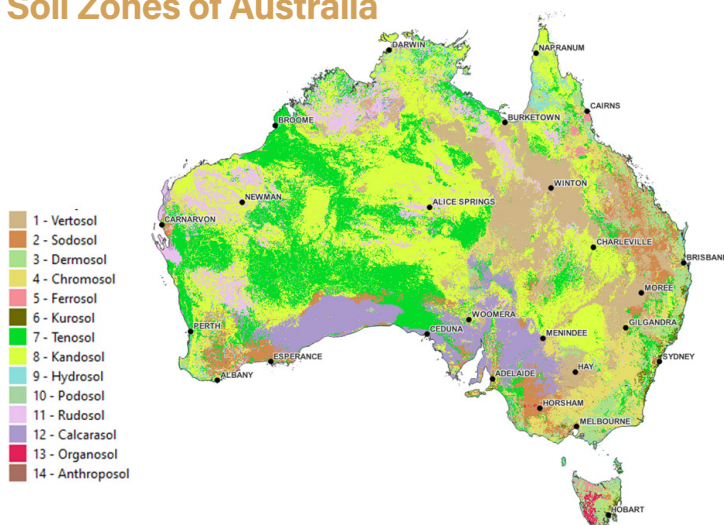 Soil Zones of Australia
DARWIN
NAPRANUM
CAIRNS
BURKETOWN
BROOME
WINTON
NEWMAN
ALICE SPRINGS
CARNARVON
CHARLEVILLE
BRISBANI
MOREE
WOOMERA
GILGANDRA
PERTH
CEDUNA
MENINDEE
ESPERANCE
SYDNEY
HAY
ALBANY
ADELAIDE
HORSHAM
MELBOURNE
HOBART
1 - Vertosol
2 - Sodosol
3 - Dermosol
4 - Chromosol
5 - Ferrosol
6 - Kurosol
7 - Tenosol
8 - Kandosol
9 - Hydrosol
10 - Podosol
11 - Rudosol
12 - Calcarasol
13 - Organosol
14 - Anthroposol